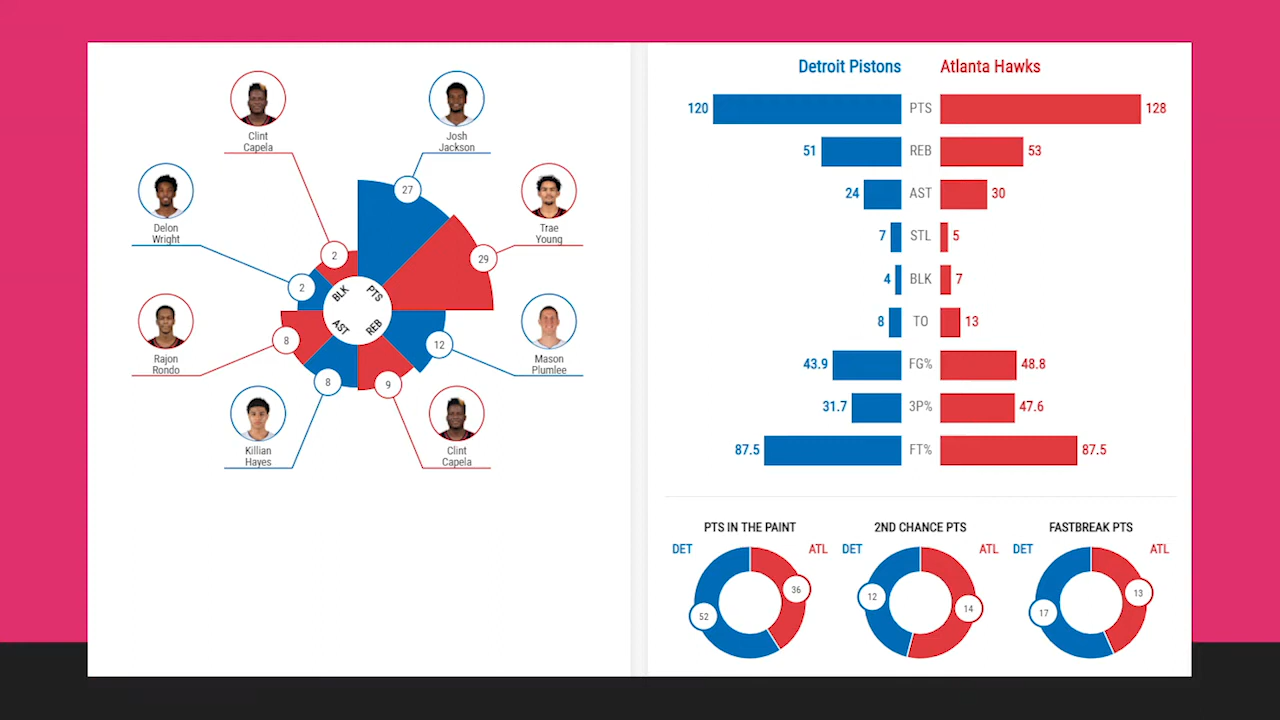 Clint
Capela
Josh
Jackson
Delon
Wright
Trae
Young
27
29
2
2
BLK
PTS
AST
REB
8
12
8
9
Rajon
Rondo
Mason
Plumlee
Killian
Hayes
Clint
Capela
Detroit Pistons Atlanta Hawks
120 PTS 128
51 REB 53
24 AST 30
7 STL 5
4 BLK 7
8 TO 13
43.9 FG% 48.8
31.7 3P% 47.6
87.5 FT% 87.5
PTS IN THE PAINT
DET ATL
36
52
2ND CHANCE PTS
DET ATL
12
14
FASTBREAK PTS
DET ATL
13
17